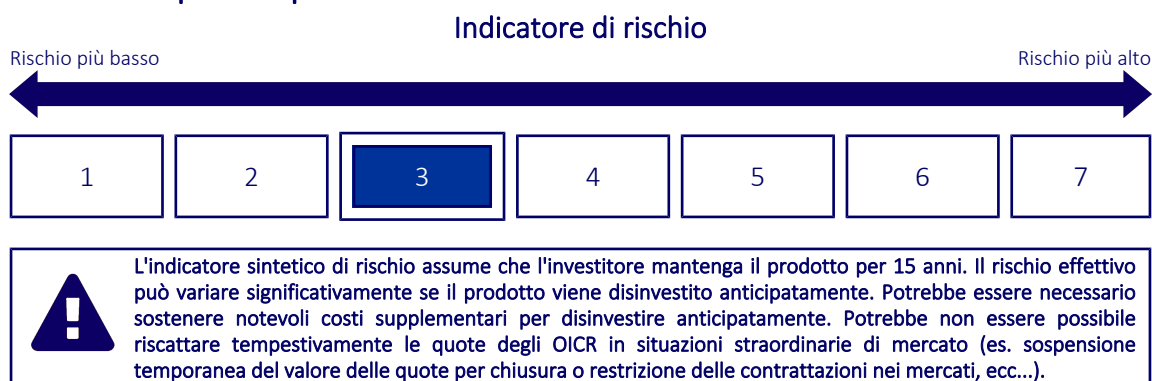 Indicatore di rischio
Rischio più basso
Rischio più alto
1
2
3
4
5
6
7
L'indicatore sintetico di rischio assume che l'investitore mantenga il prodotto per 15 anni. Il rischio effettivo
può variare significativamente se il prodotto viene disinvestito anticipatamente. Potrebbe essere necessario
sostenere notevoli costi supplementari per disinvestire anticipatamente. Potrebbe non essere possibile
riscattare tempestivamente le quote degli OICR in situazioni straordinarie di mercato (es. sospensione
temporanea del valore delle quote per chiusura o restrizione delle contrattazioni nei mercati, ecc...).